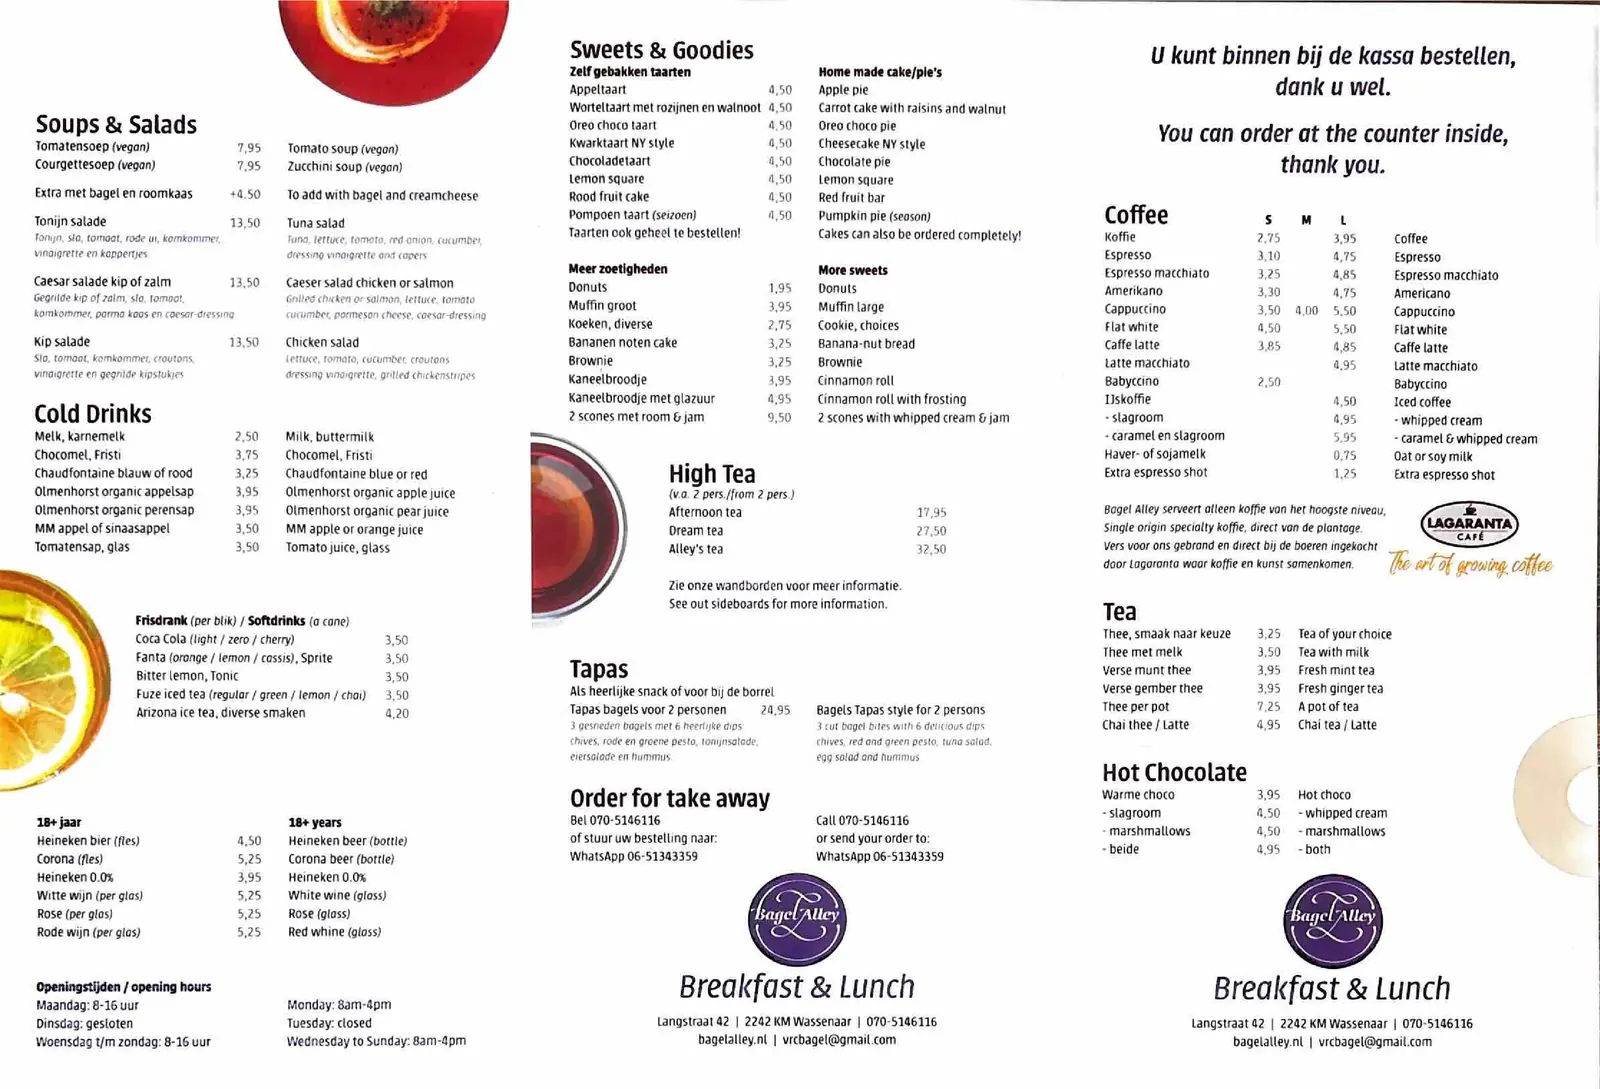 Soups & Salads
Tomatensoep (vegan) 7,95 Tomato soup (vegan)
Courgettesoep (vegan) 7,95 Zucchini soup (vegan)
Extra met bagel en roomkaas +4.50 To add with bagel and creamcheese
Tonijn salade 13,50 Tuna salad
Tonijn, sla, tomaat, rode ui, komkommer, Tuna, lettuce, tomato, red onion, cucumber,
vinaigrette en kappertjes dressing vinaigrette and capers
Caesar salade kip of zalm 13,50 Caeser salad chicken or salmon
Gegrilde kip of zalm, sla, tomaat, Grilled chicken or salmon, lettuce, tomato
komkommer, parma kaas en caesar-dressing cucumber, parmeson cheese, caesar-dressing
Kip salade 13,50 Chicken salad
Sla, tomaat, komkommer, croutons, Lettuce, tomato, cucumber, croutons
vinaigrette en gegrilde kipstukjes dressing vinaigrette, grilled chickenstripes
Cold Drinks
Melk, karnemelk 2,50 Milk, buttermilk
Chocomel, Fristi 3,75 Chocomel, Fristi
Chaudfontaine blauw of rood 3,25 Chaudfontaine blue or red
Olmenhorst organic appelsap 3,95 Olmenhorst organic apple juice
Olmenhorst organic perensap 3,95 Olmenhorst organic pear juice
MM appel of sinaasappel 3,50 MM apple or orange juice
Tomatensap, glas 3,50 Tomato juice, glass
Frisdrank (per blik) / Softdrinks (a cane)
Coca Cola (light / zero / cherry) 3,50
Fanta (orange / lemon / cassis), Sprite 3,50
Bitter lemon, Tonic 3,50
Fuze iced tea (regular / green / lemon / chai) 3,50
Arizona ice tea, diverse smaken 4,20
18+ jaar 18+ years
Heineken bier (fles) 4,50 Heineken beer (bottle)
Corona (fles) 5,25 Corona beer (bottle)
Heineken 0.0% 3,95 Heineken 0.0%
Witte wijn (per glas) 5,25 White wine (glass)
Rose (per glas) 5,25 Rose (glass)
Rode wijn (per glas) 5,25 Red whine (glass)
Openingstijden / opening hours
Maandag: 8-16 uur Monday: 8am-4pm
Dinsdag: gesloten Tuesday: closed
Woensdag t/m zondag: 8-16 uur Wednesday to Sunday: 8am-4pm
Sweets & Goodies
Zelf gebakken taarten Home made cake/pie's
Appeltaart 4,50 Apple pie
Worteltaart met rozijnen en walnoot 4,50 Carrot cake with raisins and walnut
Oreo choco taart 4,50 Oreo choco pie
Kwarktaart NY style 4,50 Cheesecake NY style
Chocoladetaart 4,50 Chocolate pie
Lemon square 4,50 Lemon square
Rood fruit cake 4,50 Red fruit bar
Pompoen taart (seizoen) 4,50 Pumpkin pie (season)
Taarten ook geheel te bestellen! Cakes can also be ordered completely!
Meer zoetigheden More sweets
Donuts 1,95 Donuts
Muffin groot 3,95 Muffin large
Koeken, diverse 2,75 Cookie, choices
Bananen noten cake 3,25 Banana-nut bread
Brownie 3,25 Brownie
Kaneelbroodje 3,95 Cinnamon roll
Kaneelbroodje met glazuur 4,95 Cinnamon roll with frosting
2 scones met room & jam 9,50 2 scones with whipped cream & jam
High Tea
(v.a. 2 pers./from 2 pers.)
Afternoon tea 17,95
Dream tea 27,50
Alley's tea 32,50
Zie onze wandborden voor meer informatie.
See out sideboards for more information.
Tapas
Als heerlijke snack of voor bij de borrel
Tapas bagels voor 2 personen 24,95 Bagels Tapas style for 2 persons
3 gesneden bagels met 6 heerlijke dips 3 cut bagel bites with 6 delicious dips
chives, rode en groene pesto, tonijnsalade, chives, red and green pesto, tuna salad,
eiersalade en hummus egg salad and hummus
Order for take away
Bel 070-5146116 Call 070-5146116
of stuur uw bestelling naar: or send your order to:
WhatsApp 06-51343359 WhatsApp 06-51343359
Bagel Alley
Breakfast & Lunch
Langstraat 42 | 2242 KM Wassenaar | 070-5146116
bagelalley.nl | vrcbagel@gmail.com
U kunt binnen bij de kassa bestellen,
dank u wel.
You can order at the counter inside,
thank you.
Coffee S M L
Koffie 2,75 3,95 Coffee
Espresso 3,10 4,75 Espresso
Espresso macchiato 3,25 4,85 Espresso macchiato
Amerikano 3,30 4,75 Americano
Cappuccino 3,50 4,00 5,50 Cappuccino
Flat white 4,50 5,50 Flat white
Caffe latte 3,85 4,85 Caffe latte
Latte macchiato 4,95 Latte macchiato
Babyccino 2,50 Babyccino
IJskoffie 4,50 Iced coffee
- slagroom 4,95 - whipped cream
- caramel en slagroom 5,95 - caramel & whipped cream
Haver- of sojamelk 0,75 Oat or soy milk
Extra espresso shot 1,25 Extra espresso shot
Bagel Alley serveert alleen koffie van het hoogste niveau,
Single origin specialty koffie, direct van de plantage.
Vers voor ons gebrand en direct bij de boeren ingekocht
door Lagaranta waar koffie en kunst samenkomen.
LAGARANTA
CAFÉ
The art of growing coffee
Tea
Thee, smaak naar keuze 3,25 Tea of your choice
Thee met melk 3,50 Tea with milk
Verse munt thee 3,95 Fresh mint tea
Verse gember thee 3,95 Fresh ginger tea
Thee per pot 7,25 A pot of tea
Chai thee / Latte 4,95 Chai tea / Latte
Hot Chocolate
Warme choco 3,95 Hot choco
- slagroom 4,50 - whipped cream
- marshmallows 4,50 - marshmallows
- beide 4,95 - both
Bagel Alley
Breakfast & Lunch
Langstraat 42 | 2242 KM Wassenaar | 070-5146116
bagelalley.nl | vrcbagel@gmail.com